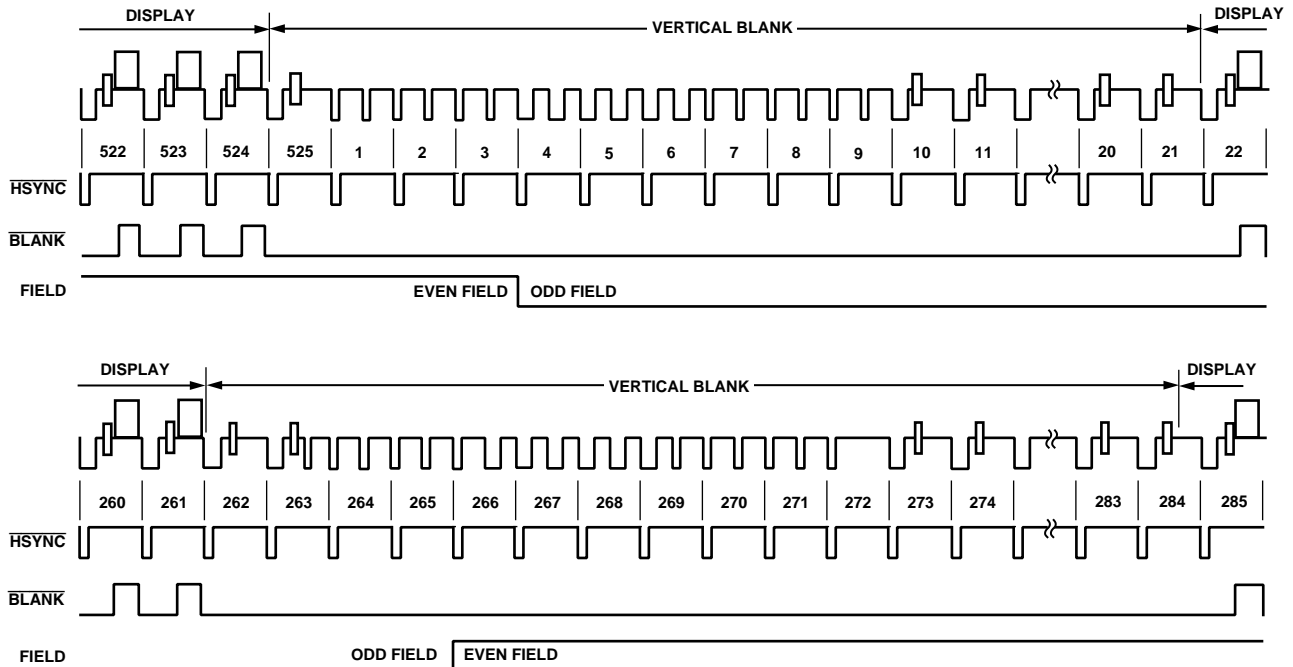 DISPLAY VERTICAL BLANK DISPLAY
522 523 524 525 1 2 3 4 5 6 7 8 9 10 11 20 21 22
HSYNC
BLANK
FIELD EVEN FIELD ODD FIELD
DISPLAY VERTICAL BLANK DISPLAY
260 261 262 263 264 265 266 267 268 269 270 271 272 273 274 283 284 285
HSYNC
BLANK
FIELD ODD FIELD EVEN FIELD